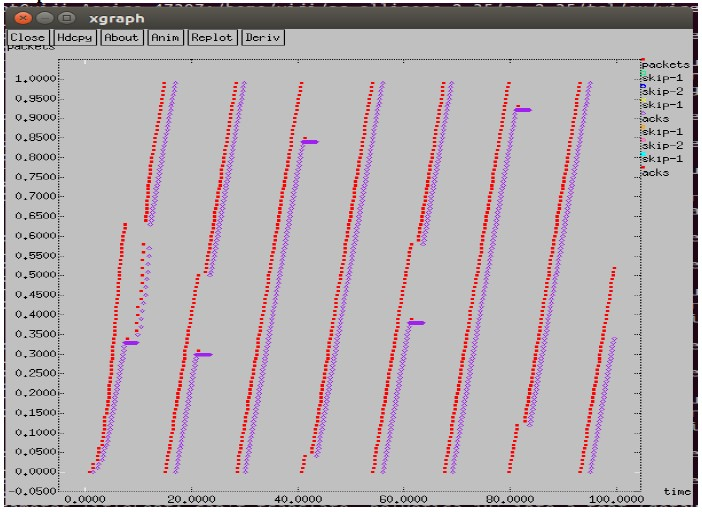 xgraph
Close Hdcpy About Anim Replot Deriv
packets
1.0000
0.9500
0.9000
0.8500
0.8000
0.7500
0.7000
0.6500
0.6000
0.5500
0.5000
0.4500
0.4000
0.3500
0.3000
0.2500
0.2000
0.1500
0.1000
0.0500
0.0000
-0.0500
0.0000 20.0000 40.0000 60.0000 80.0000 100.0000
time
packets
skip-1
skip-2
skip-1
acks
skip-1
skip-2
skip-1
acks